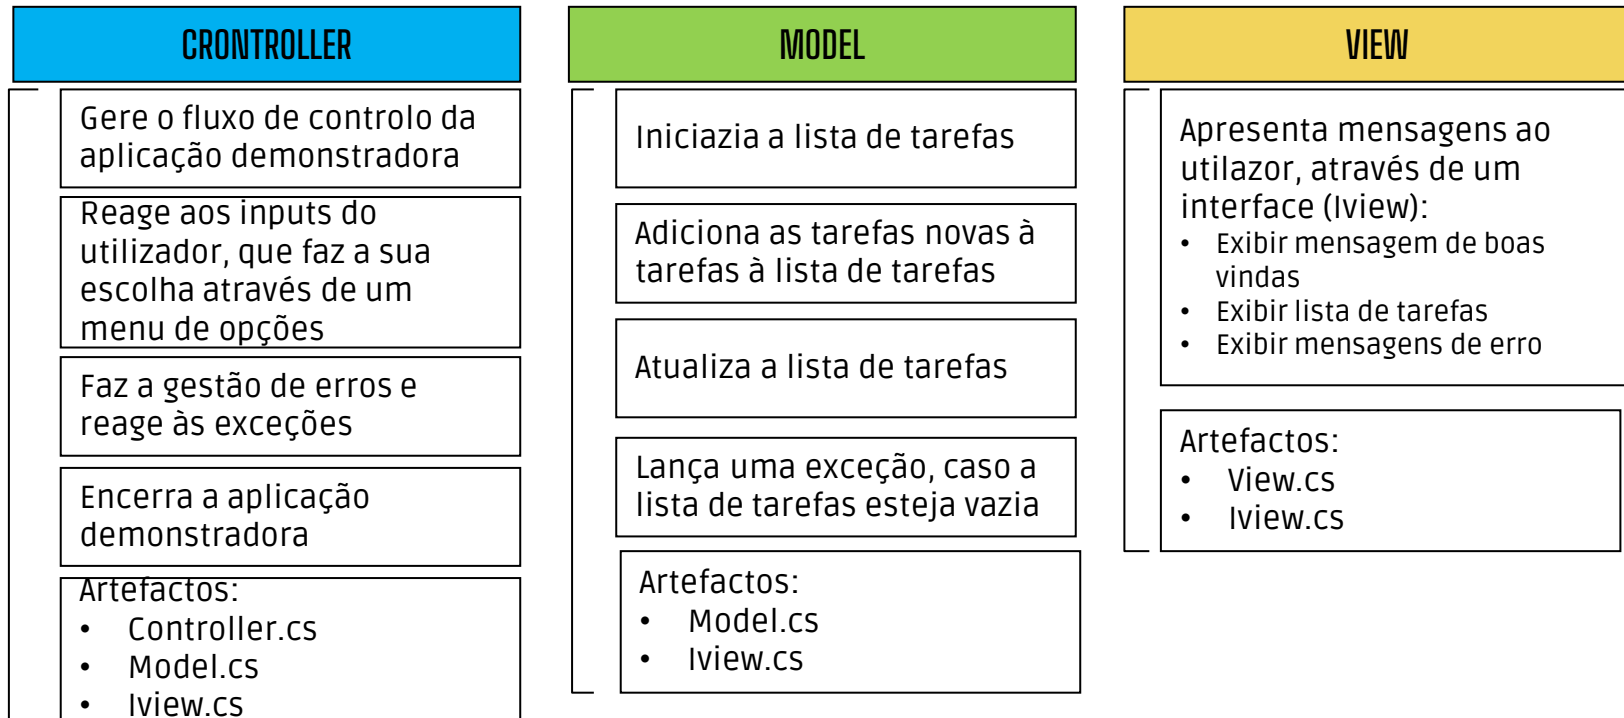 CRONTROLLER
Gere o fluxo de controlo da
aplicação demonstradora
Reage aos inputs do
utilizador, que faz a sua
escolha através de um
menu de opções
Faz a gestão de erros e
reage às exceções
Encerra a aplicação
demonstradora
Artefactos:
• Controller.cs
• Model.cs
• Iview.cs
MODEL
Iniciazia a lista de tarefas
Adiciona as tarefas novas à
tarefas à lista de tarefas
Atualiza a lista de tarefas
Lança uma exceção, caso a
lista de tarefas esteja vazia
Artefactos:
• Model.cs
• Iview.cs
VIEW
Apresenta mensagens ao
utilazor, através de um
interface (Iview):
• Exibir mensagem de boas
vindas
• Exibir lista de tarefas
• Exibir mensagens de erro
Artefactos:
• View.cs
• Iview.cs